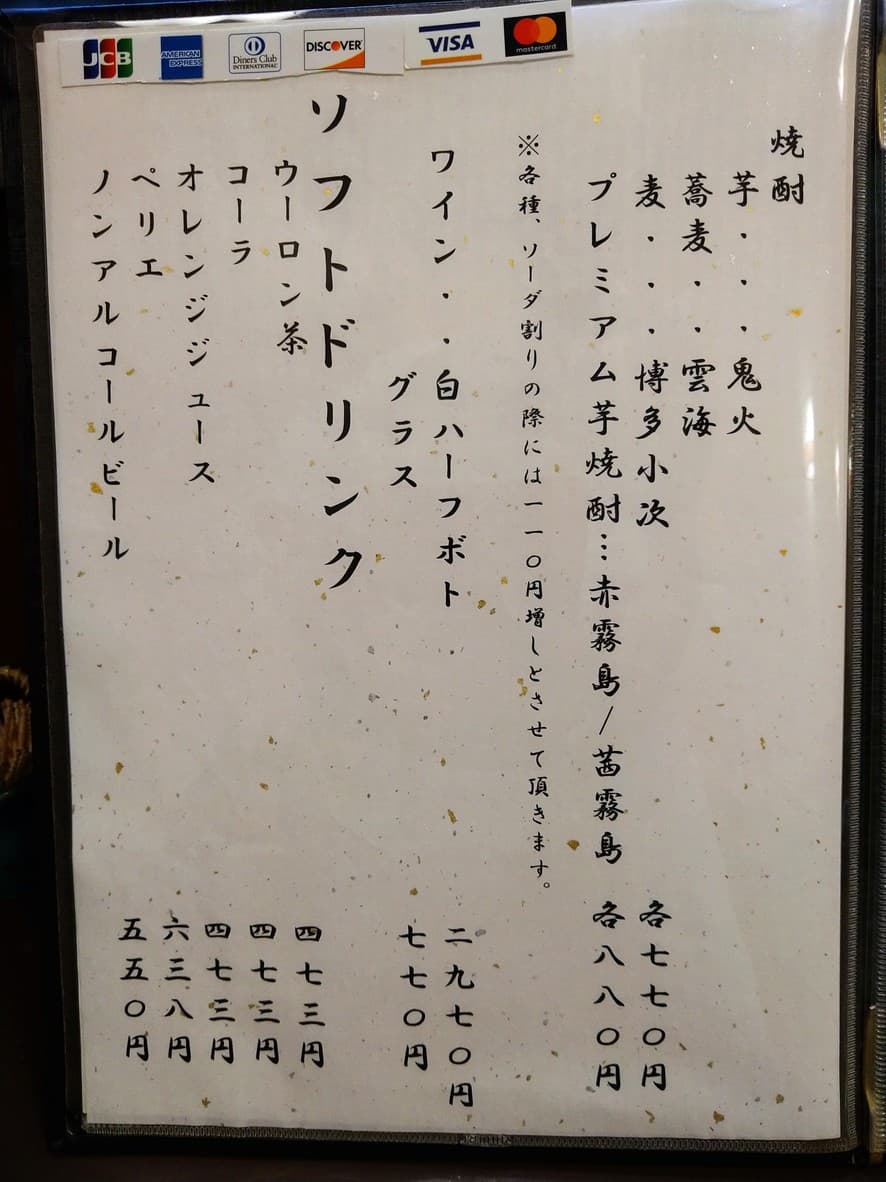 JCB
AMERICAN EXPRESS
Diners Club INTERNATIONAL
DISCOVER
VISA
mastercard
焼酎
芋・・・鬼火
蕎麦・・雲海
麦・・・博多小次 各七七〇円
プレミアム芋焼酎…赤霧島/茜霧島 各八八〇円
※各種、ソーダ割りの際には一一〇円増しとさせて頂きます。
ワイン・・白ハーフボト 二九七〇円
グラス 七七〇円
ソフトドリンク
ウーロン茶 四七三円
コーラ 四七三円
オレンジジュース 四七三円
ペリエ 六三八円
ノンアルコールビール 五五〇円